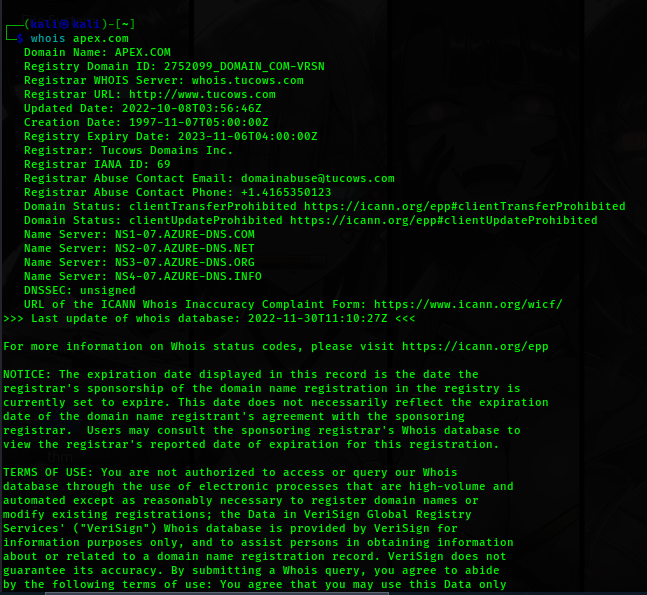 ┌──(kali㉿kali)-[~]
└─$ whois apex.com
Domain Name: APEX.COM
Registry Domain ID: 2752099_DOMAIN_COM-VRSN
Registrar WHOIS Server: whois.tucows.com
Registrar URL: http://www.tucows.com
Updated Date: 2022-10-08T03:56:46Z
Creation Date: 1997-11-07T05:00:00Z
Registry Expiry Date: 2023-11-06T04:00:00Z
Registrar: Tucows Domains Inc.
Registrar IANA ID: 69
Registrar Abuse Contact Email: domainabuse@tucows.com
Registrar Abuse Contact Phone: +1.4165350123
Domain Status: clientTransferProhibited https://icann.org/epp#clientTransferProhibited
Domain Status: clientUpdateProhibited https://icann.org/epp#clientUpdateProhibited
Name Server: NS1-07.AZURE-DNS.COM
Name Server: NS2-07.AZURE-DNS.NET
Name Server: NS3-07.AZURE-DNS.ORG
Name Server: NS4-07.AZURE-DNS.INFO
DNSSEC: unsigned
URL of the ICANN Whois Inaccuracy Complaint Form: https://www.icann.org/wicf/
>>> Last update of whois database: 2022-11-30T11:10:27Z <<<
For more information on Whois status codes, please visit https://icann.org/epp
NOTICE: The expiration date displayed in this record is the date the
registrar's sponsorship of the domain name registration in the registry is
currently set to expire. This date does not necessarily reflect the expiration
date of the domain name registrant's agreement with the sponsoring
registrar.  Users may consult the sponsoring registrar's Whois database to
view the registrar's reported date of expiration for this registration.
TERMS OF USE: You are not authorized to access or query our Whois
database through the use of electronic processes that are high-volume and
automated except as reasonably necessary to register domain names or
modify existing registrations; the Data in VeriSign Global Registry
Services' ("VeriSign") Whois database is provided by VeriSign for
information purposes only, and to assist persons in obtaining information
about or related to a domain name registration record. VeriSign does not
guarantee its accuracy. By submitting a Whois query, you agree to abide
by the following terms of use: You agree that you may use this Data only